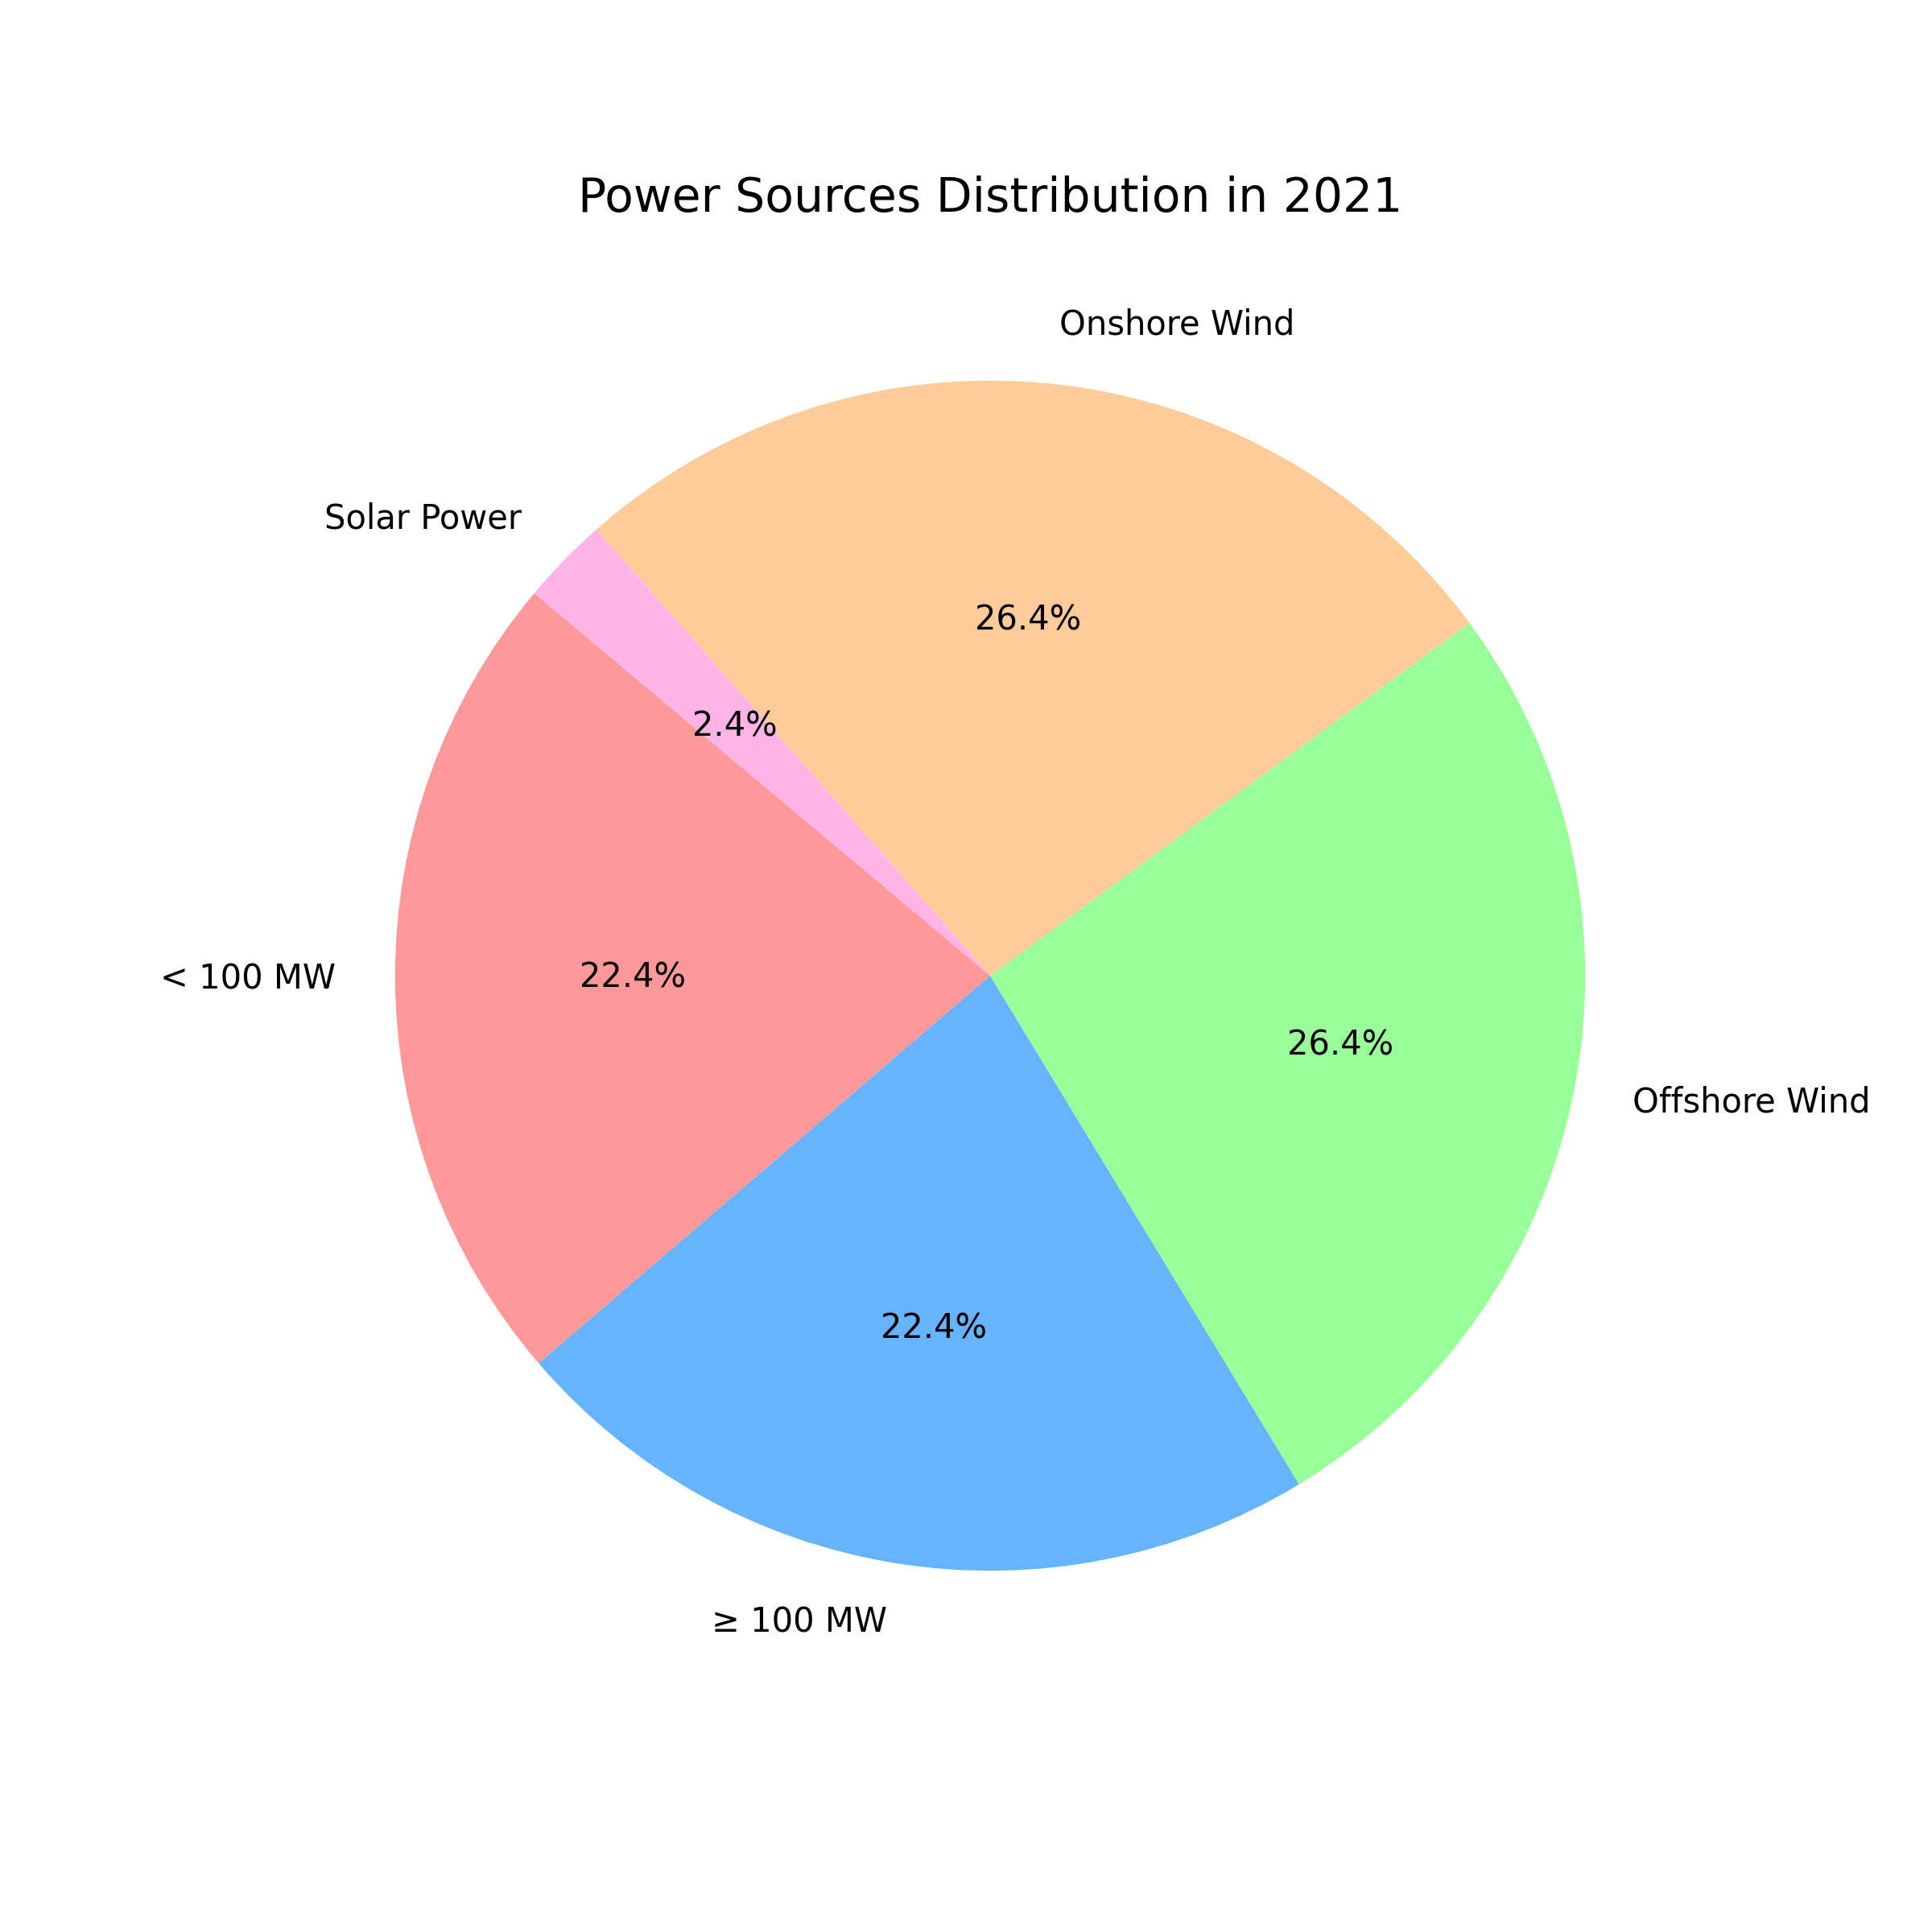 Power Sources Distribution in 2021
Onshore Wind
Solar Power
26.4%
2.4%
< 100 MW
22.4%
26.4%
Offshore Wind
22.4%
≥ 100 MW